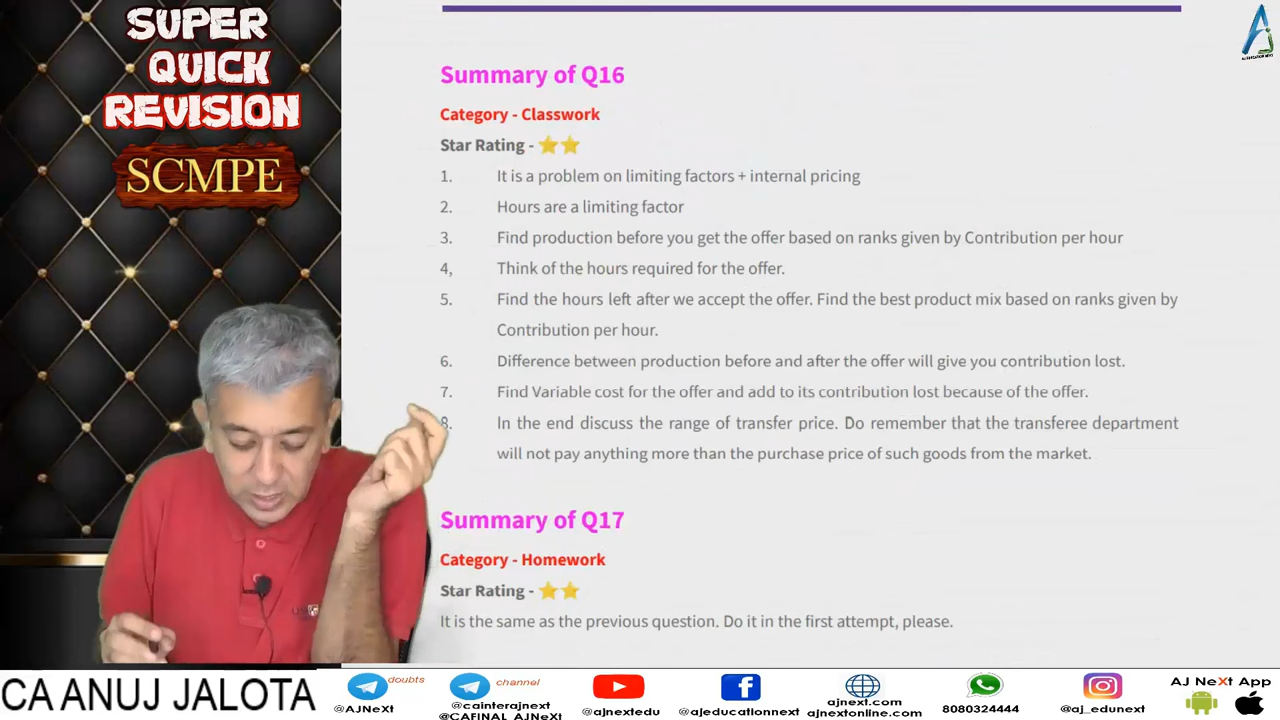 SUPER
QUICK
REVISION
SCMPE
Summary of Q16
Category - Classwork
Star Rating - ⭐⭐
1. It is a problem on limiting factors + internal pricing
2. Hours are a limiting factor
3. Find production before you get the offer based on ranks given by Contribution per hour
4, Think of the hours required for the offer.
5. Find the hours left after we accept the offer. Find the best product mix based on ranks given by
Contribution per hour.
6. Difference between production before and after the offer will give you contribution lost.
7. Find Variable cost for the offer and add to its contribution lost because of the offer.
8. In the end discuss the range of transfer price. Do remember that the transferee department
will not pay anything more than the purchase price of such goods from the market.
Summary of Q17
Category - Homework
Star Rating - ⭐⭐
It is the same as the previous question. Do it in the first attempt, please.
CA ANUJ JALOTA
doubts
@AJNeXt
channel
@cainterajnext
@CAFINAL_AJNeXt
@ajnextedu
@ajeducationnext
ajnext.com
ajnextonline.com
8080324444
@aj_edunext
AJ NeXt App